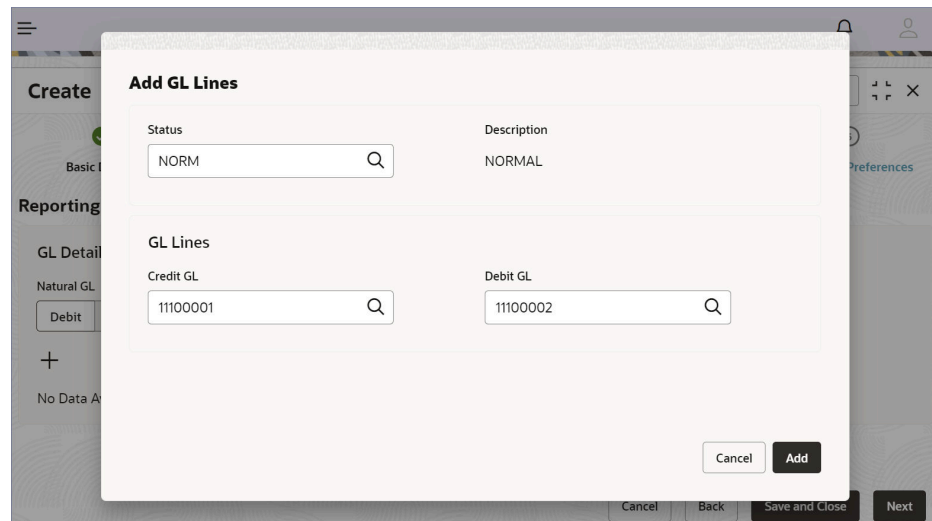 Create
Add GL Lines
Status
Description
NORM
NORMAL
Basic
Preferences
Reporting
GL Lines
GL Detail
Credit GL
Debit GL
Natural GL
11100001
11100002
Debit
No Data
Cancel
Add
Cancel
Back
Save and Close
Next